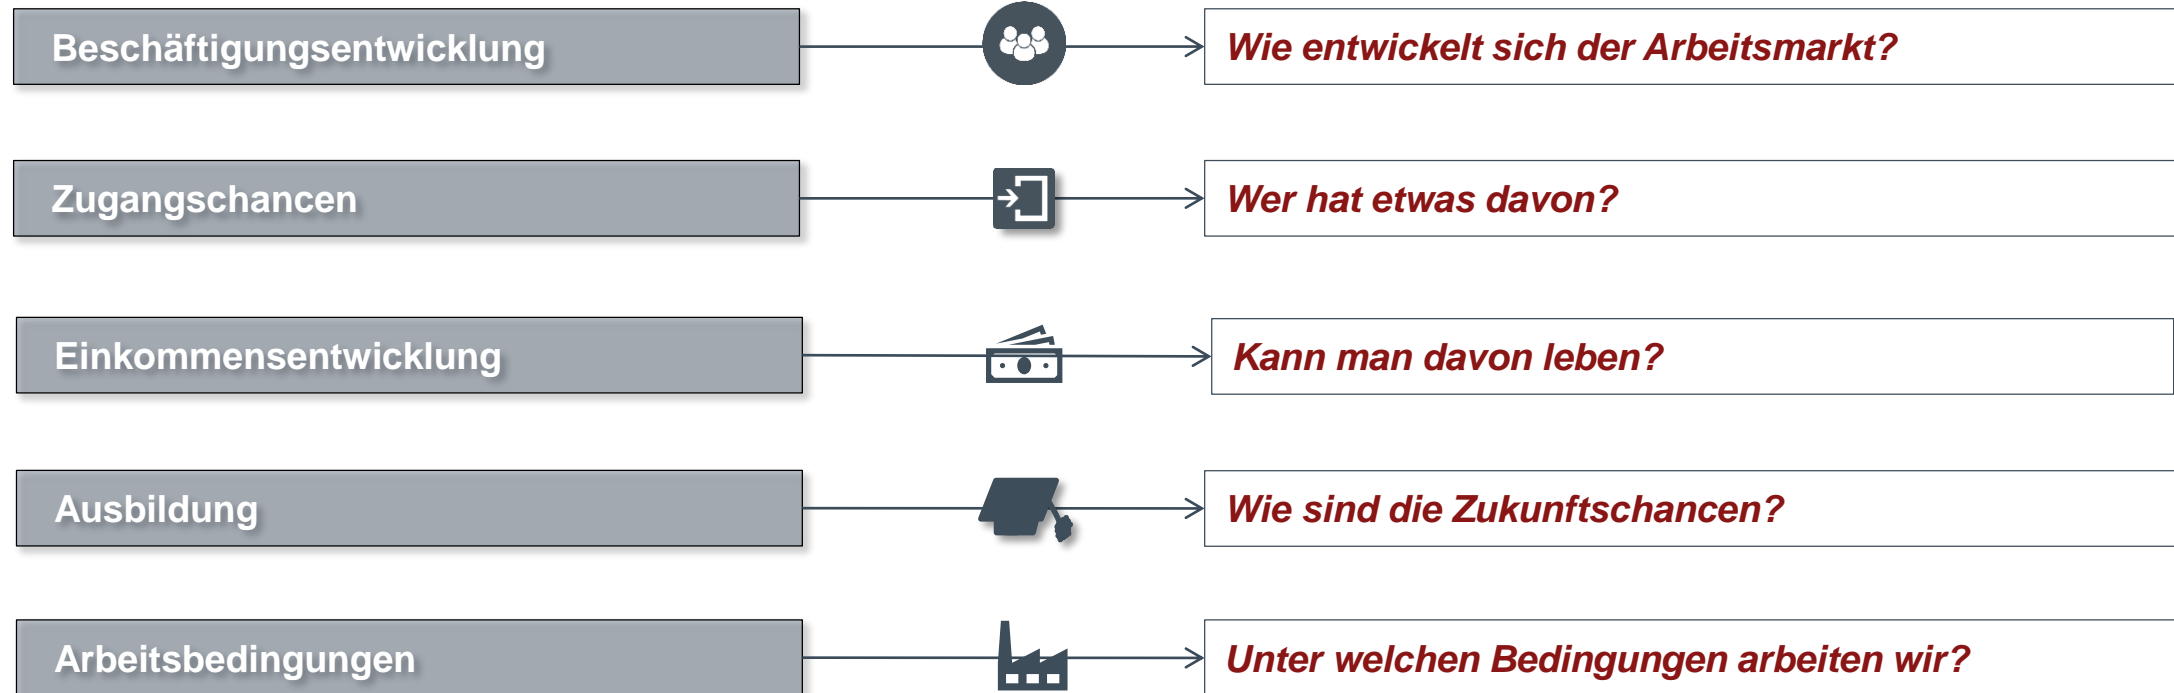 Beschäftigungsentwicklung
Wie entwickelt sich der Arbeitsmarkt?
Zugangschancen
Wer hat etwas davon?
Einkommensentwicklung
Kann man davon leben?
Ausbildung
Wie sind die Zukunftschancen?
Arbeitsbedingungen
Unter welchen Bedingungen arbeiten wir?